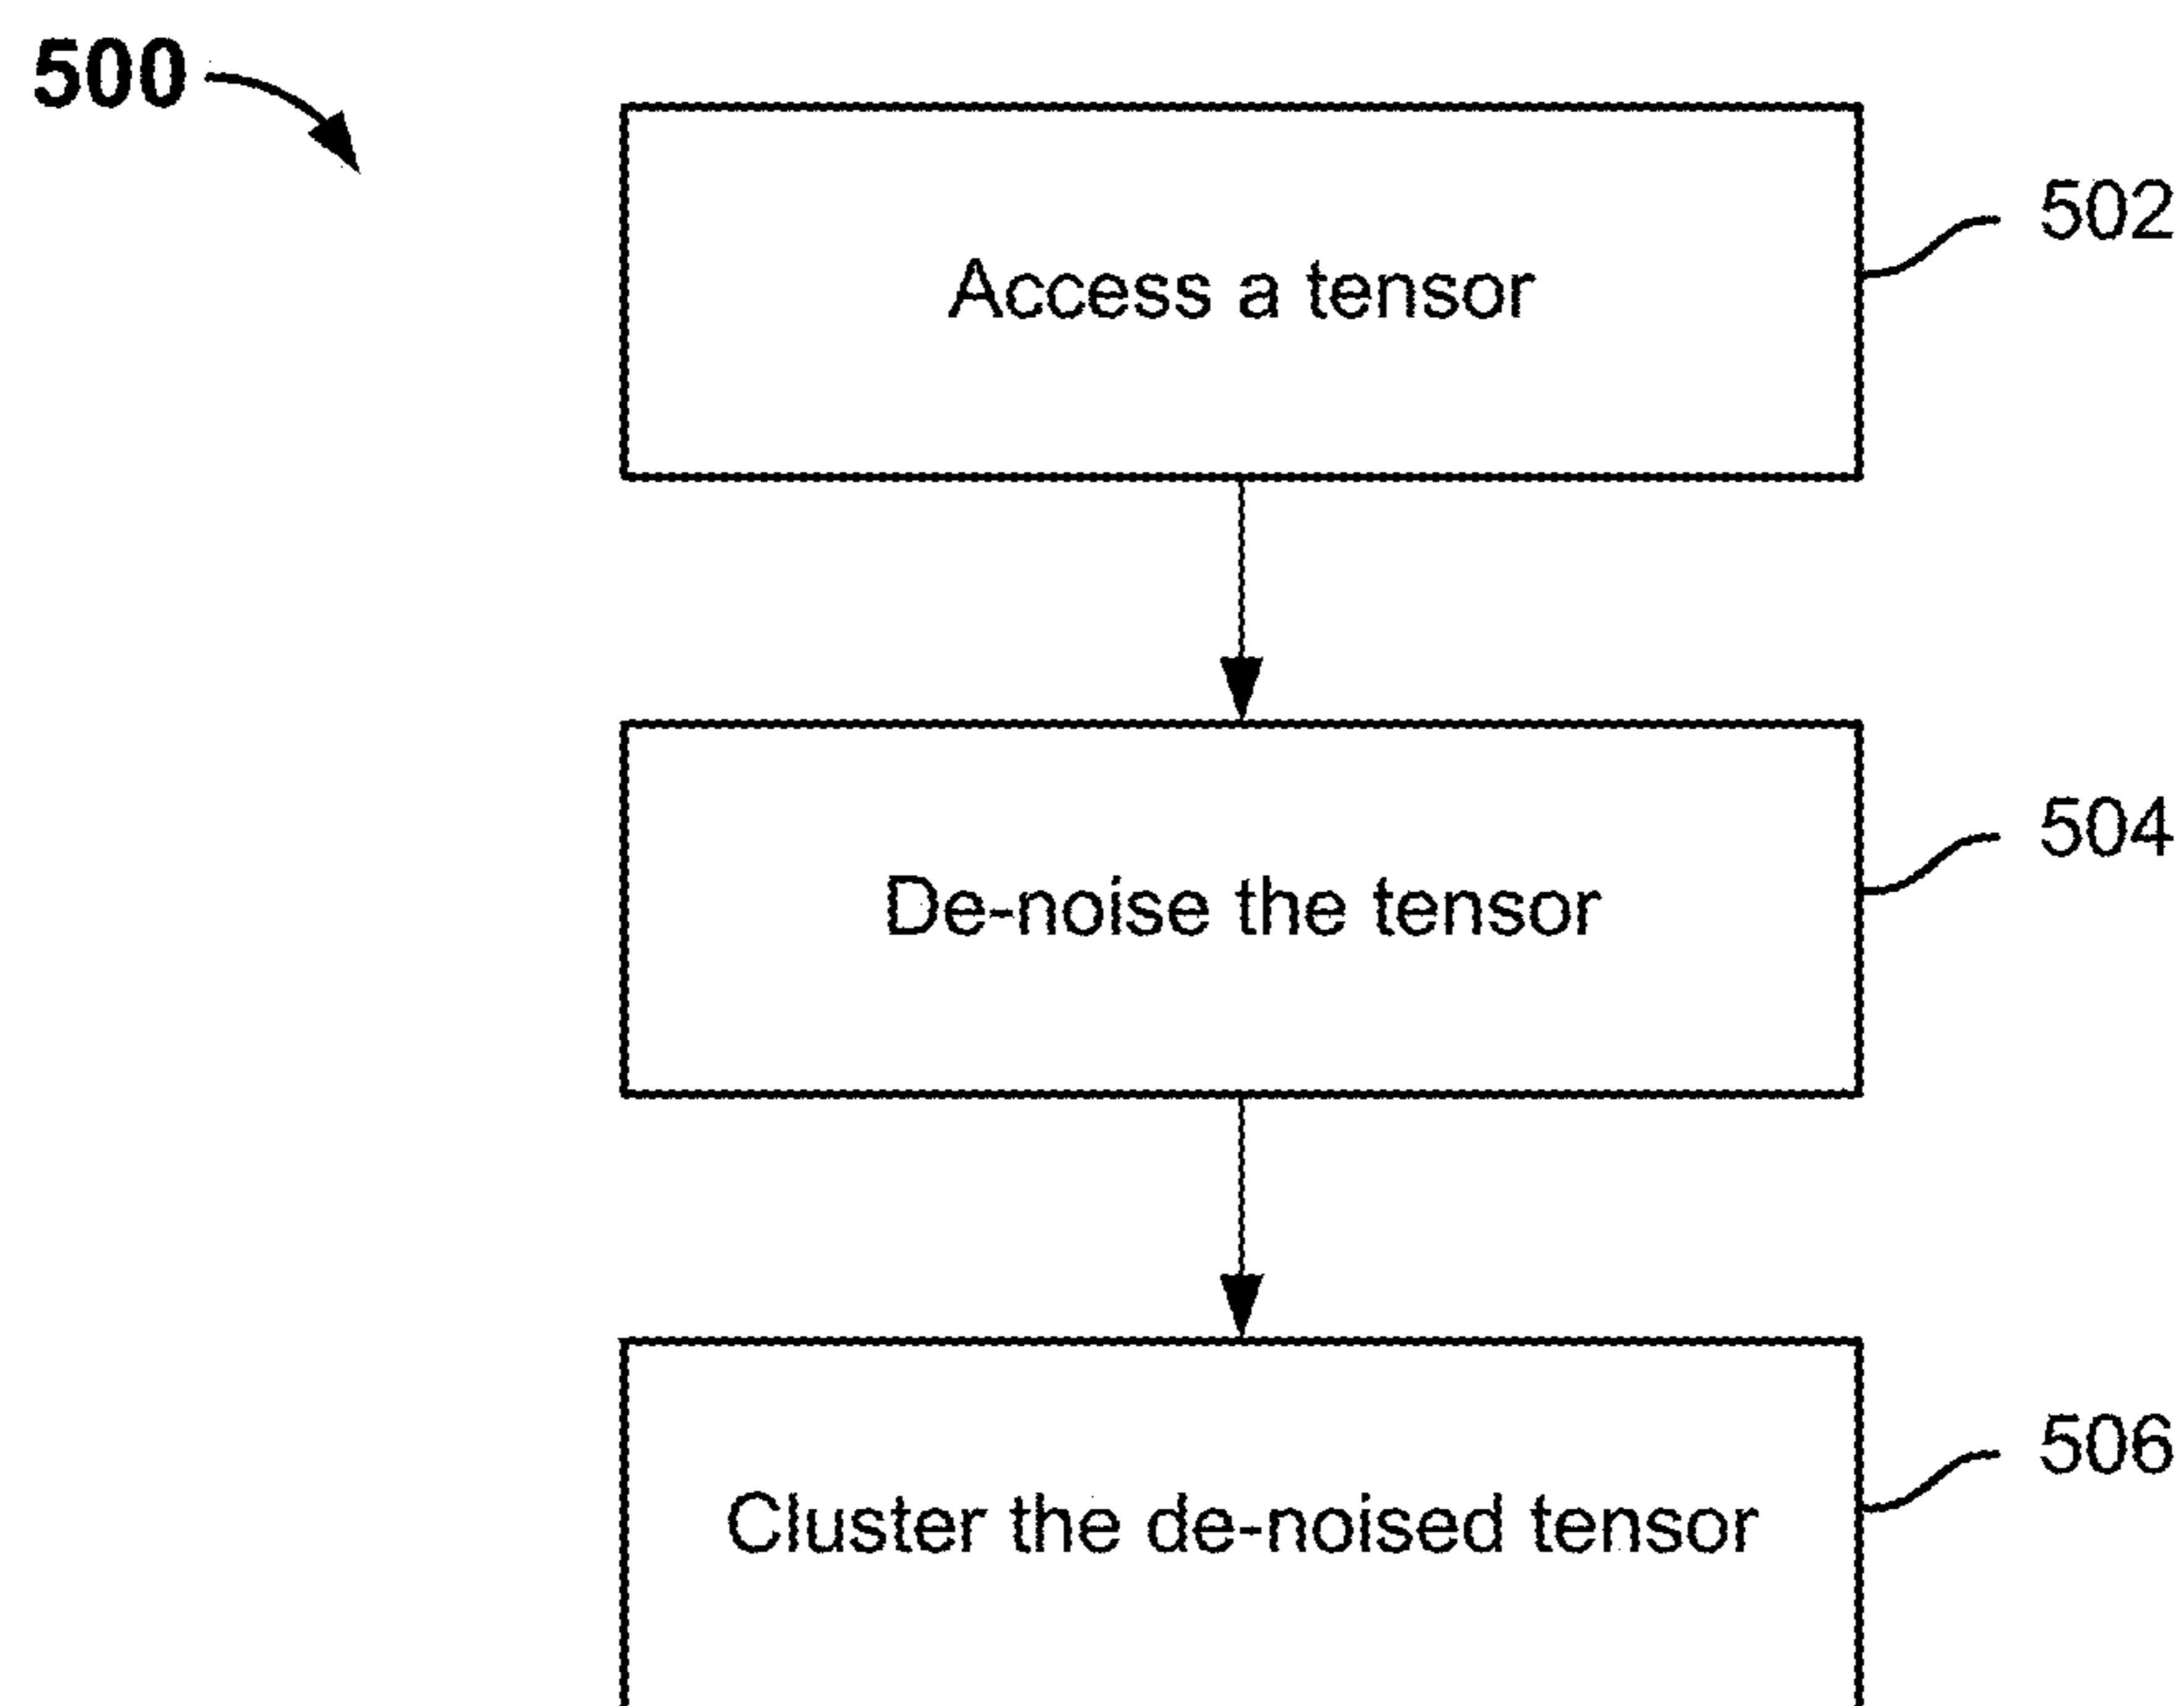 500
Access a tensor
502
De-noise the tensor
504
Cluster the de-noised tensor
506